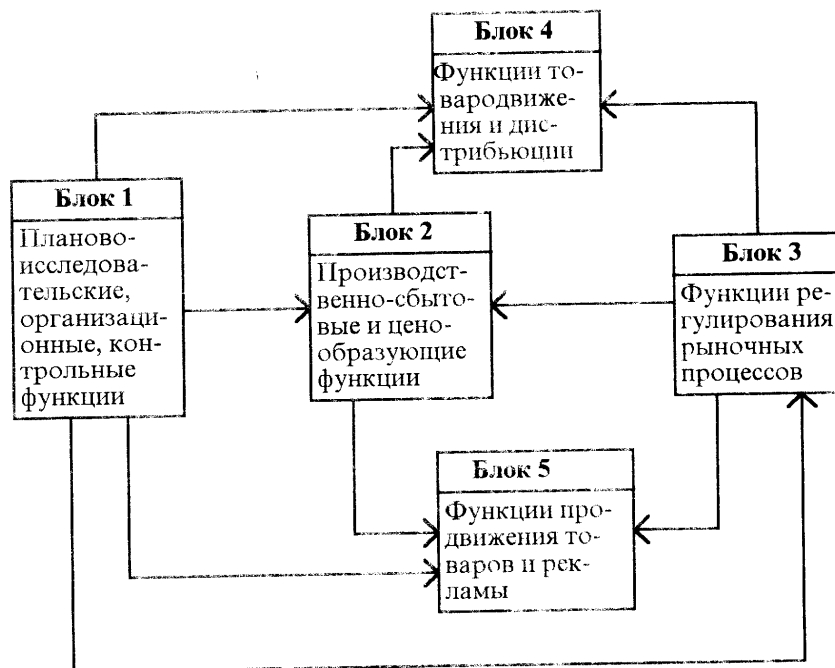 Блок 4
Функции то-
вародвиже-
ния и дис-
трибьюции
Блок 1
Планово-
исследова-
тельские,
организаци-
онные, кон-
трольные
функции
Блок 2
Производст-
венно-сбыто-
вые и цено-
образующие
функции
Блок 3
Функции ре-
гулирования
рыночных
процессов
Блок 5
Функции про-
движения то-
варов и рек-
ламы